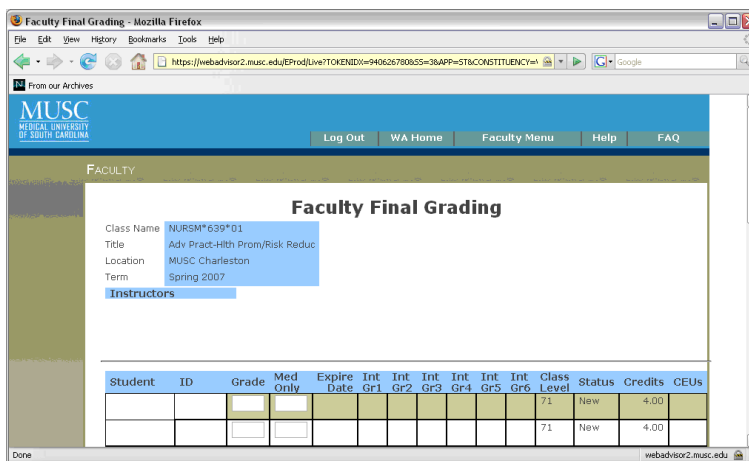 Faculty Final Grading - Mozilla Firefox
File Edit View History Bookmarks Tools Help
https://webadvisor2.musc.edu/EProd/Live?TOKENIDX=940626780&SS=3&APP=ST&CONSTITUENCY=
G Google
N From our Archives
MUSC
MEDICAL UNIVERSITY
OF SOUTH CAROLINA
Log Out WA Home Faculty Menu Help FAQ
FACULTY
Faculty Final Grading
Class Name NURSM*639*01
Title Adv Pract-Hlth Prom/Risk Reduc
Location MUSC Charleston
Term Spring 2007
Instructors
Student ID Grade Med Only Expire Date Int Gr1 Int Gr2 Int Gr3 Int Gr4 Int Gr5 Int Gr6 Class Level Status Credits CEUs
71 New 4.00
71 New 4.00
Done webadvisor2.musc.edu